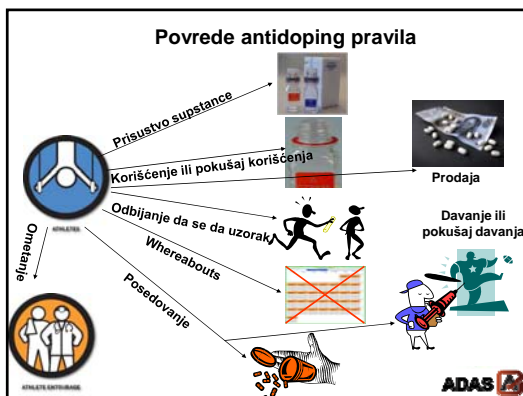 Povrede antidoping pravila
Prisustvo supstance
Korišćenje ili pokušaj korišćenja
Prodaja
ATHLETES
Odbijanje da se da uzorak
Davanje ili
pokušaj davanja
Ometanje
Whereabouts
Posedovanje
ATHLETE ENTOURAGE
ADAS